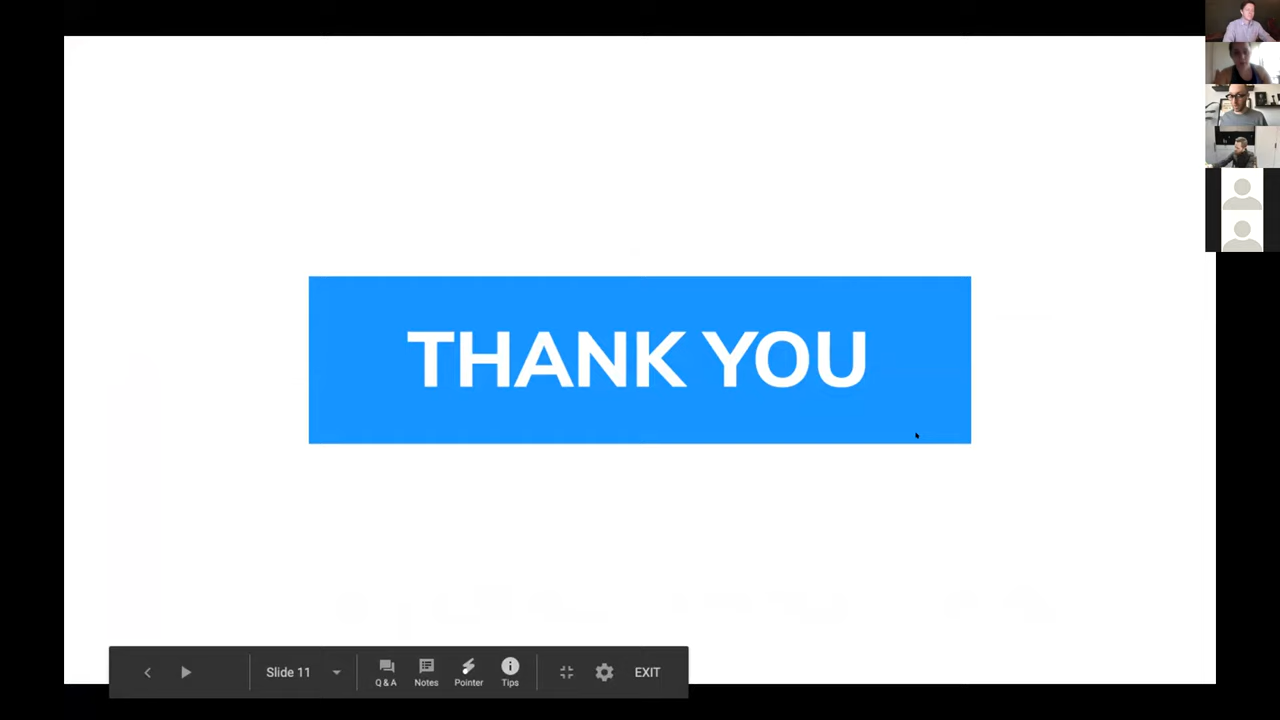 THANK YOU
Slide 11
Q & A
Notes
Pointer
Tips
EXIT